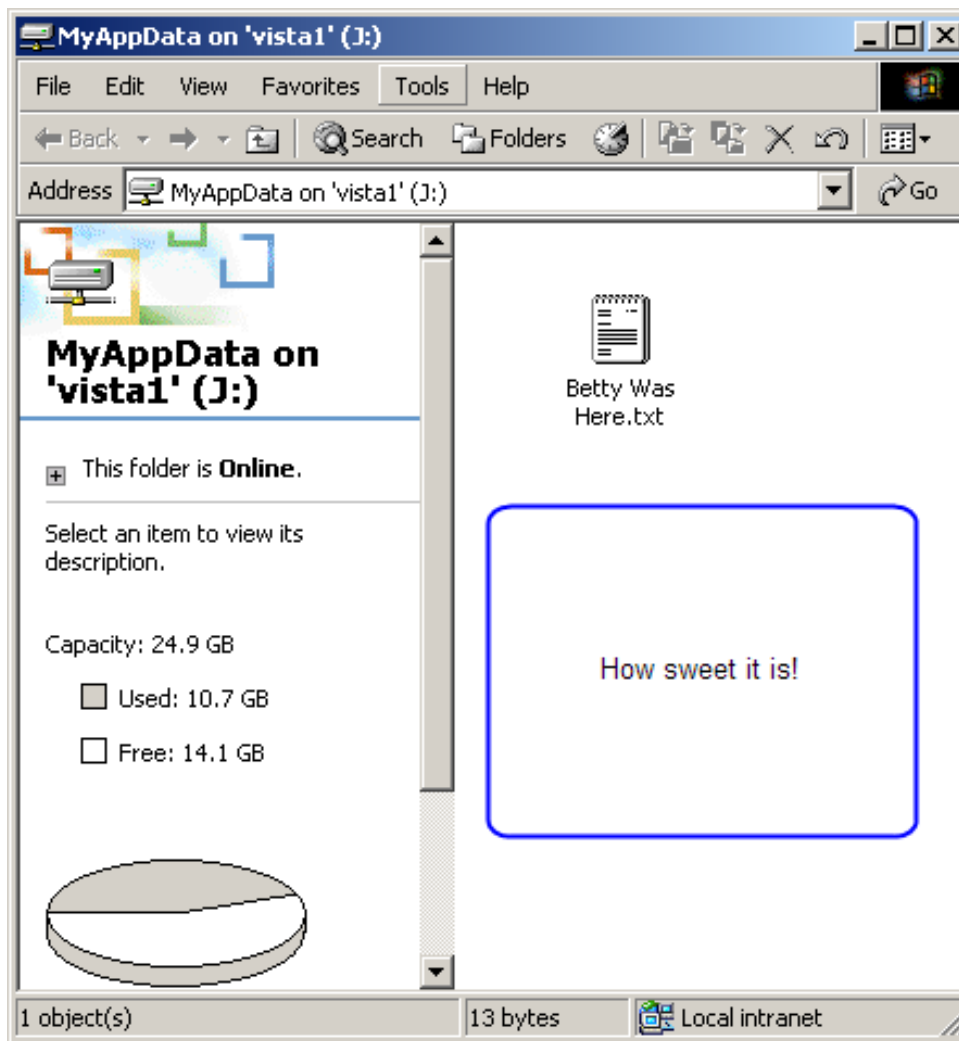 MyAppData on 'vista1' (J:)
File Edit View Favorites Tools Help
Back Search Folders
Address MyAppData on 'vista1' (J:) Go
MyAppData on
'vista1' (J:)
This folder is Online.
Select an item to view its
description.
Capacity: 24.9 GB
Used: 10.7 GB
Free: 14.1 GB
Betty Was
Here.txt
How sweet it is!
1 object(s) 13 bytes Local intranet